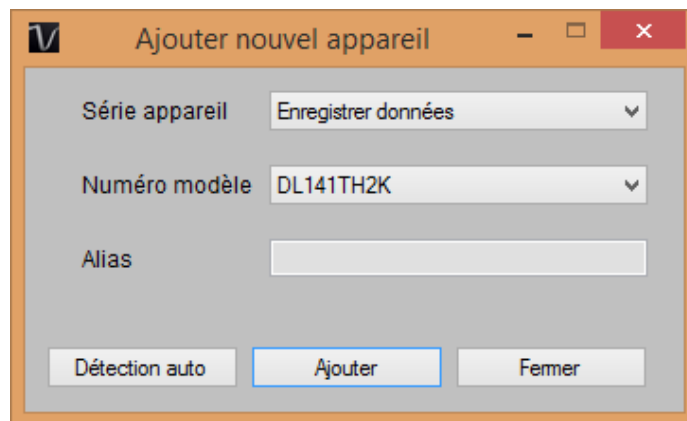 Ajouter nouvel appareil
Série appareil Enregistrer données
Numéro modèle DL141TH2K
Alias
Détection auto Ajouter Fermer